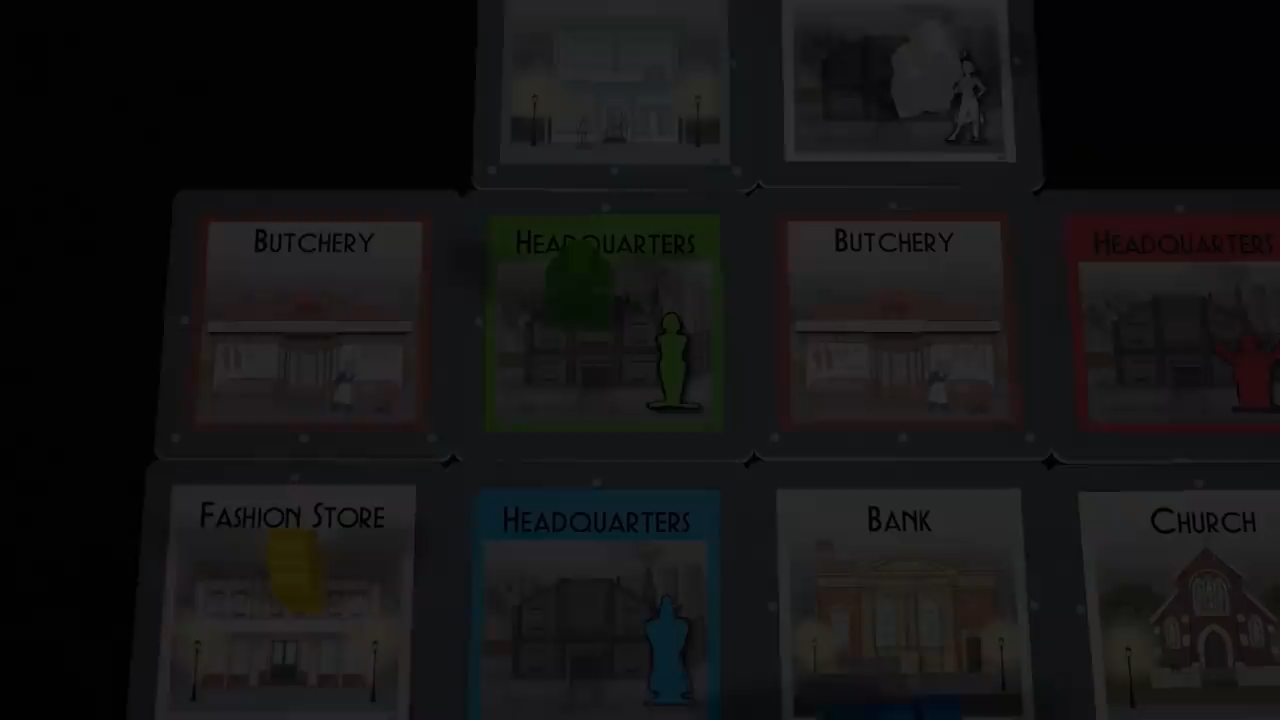 Butchery
Headquarters
Butchery
Headquarters
Fashion Store
Headquarters
Bank
Church